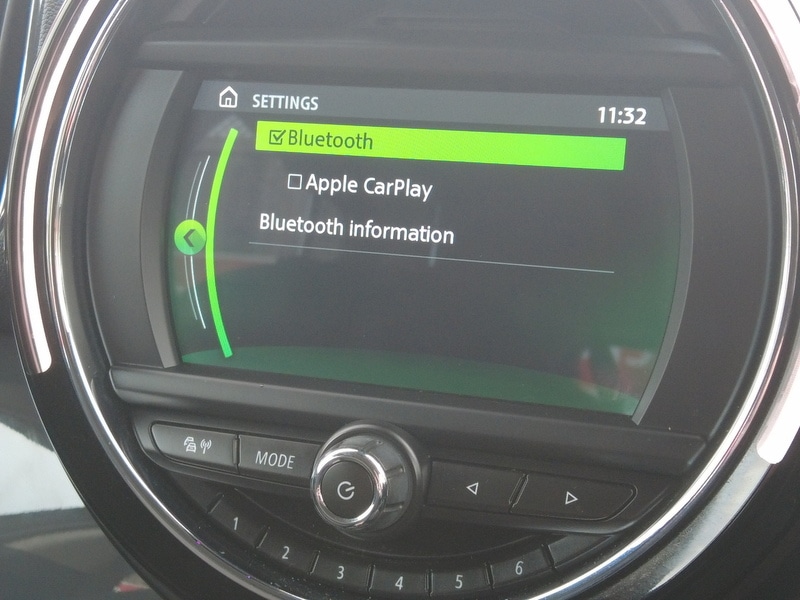 SETTINGS
11:32
Bluetooth
Apple CarPlay
Bluetooth information
MODE
1
2
3
4
5
6